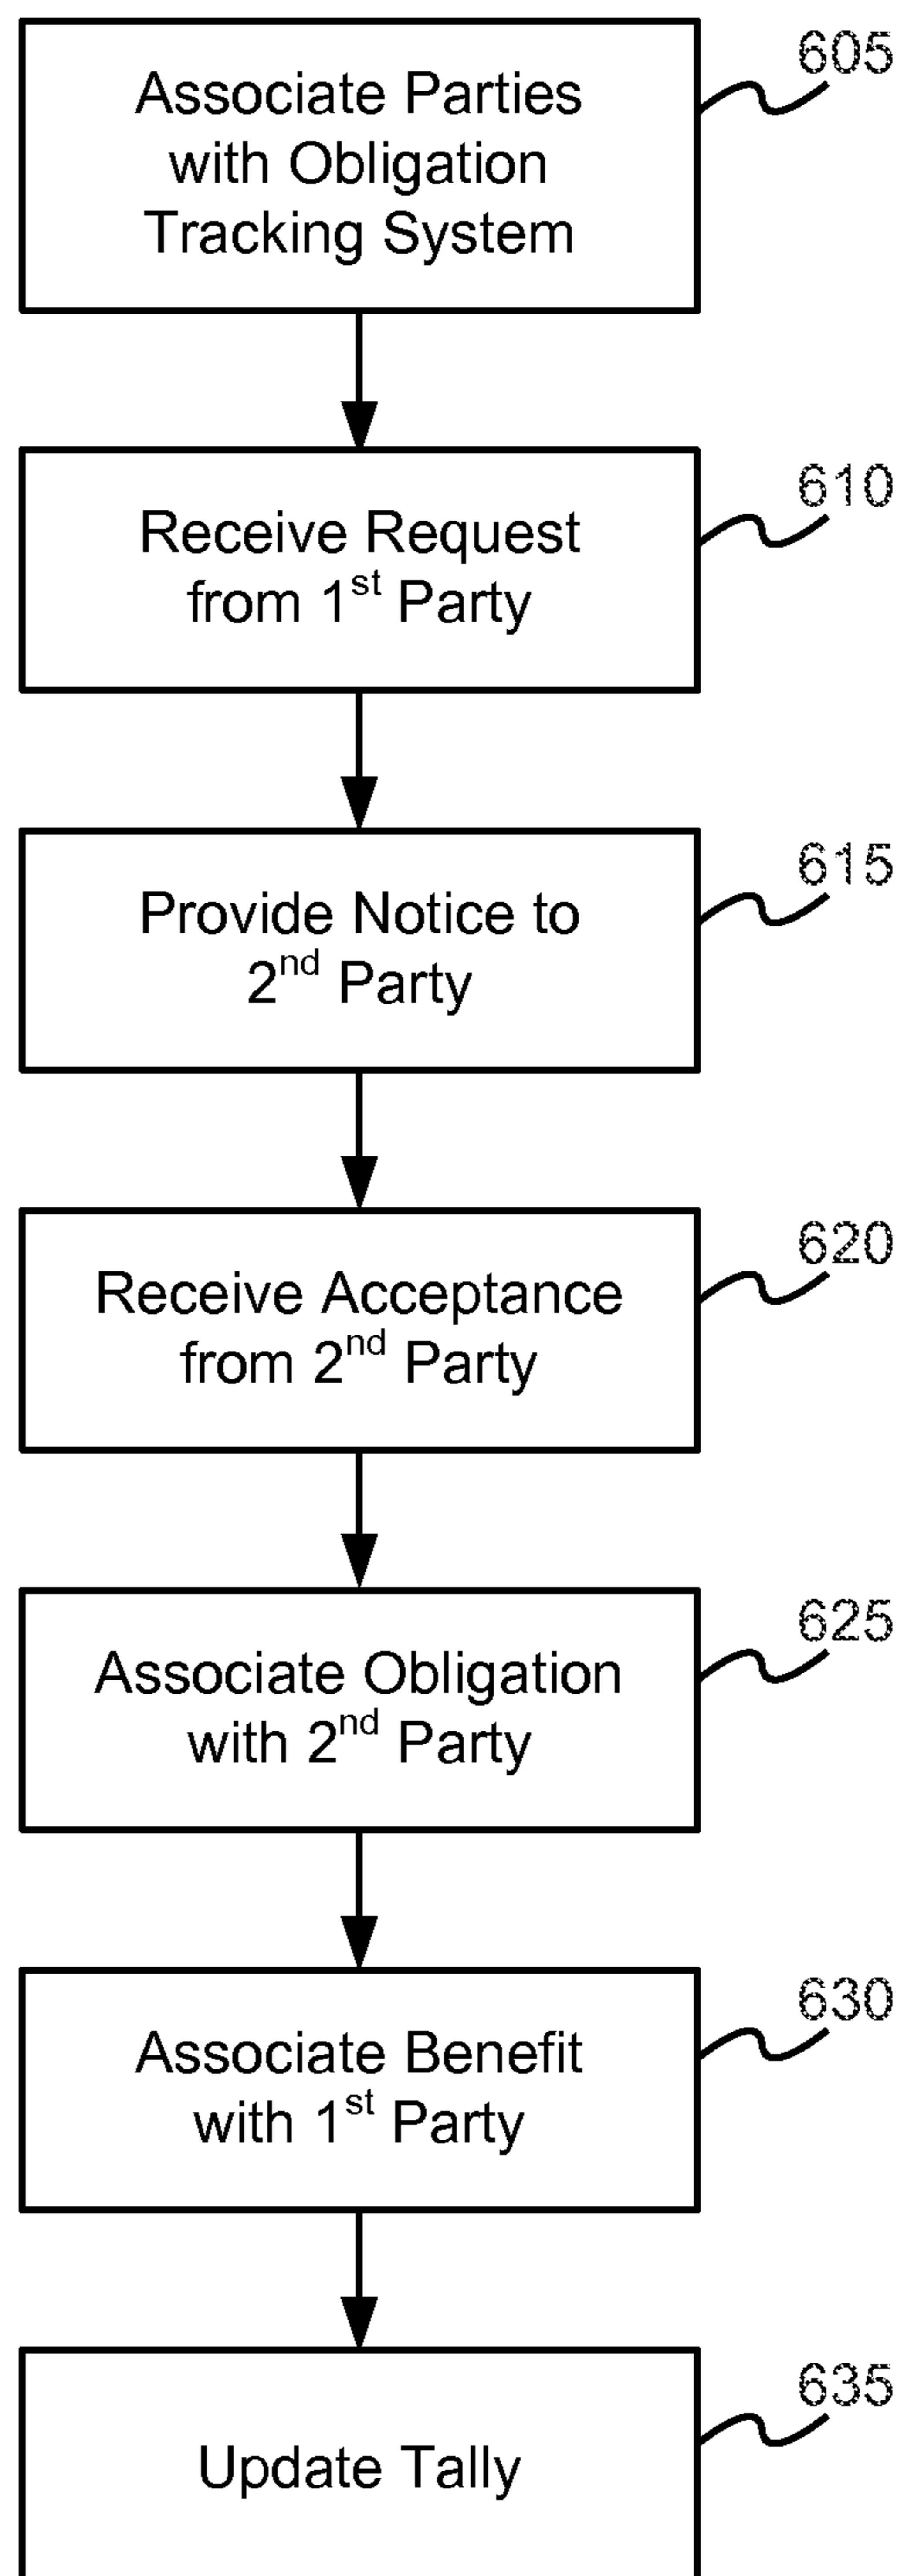 Associate Parties
with Obligation
Tracking System
605
Receive Request
from 1st Party
610
Provide Notice to
2nd Party
615
Receive Acceptance
from 2nd Party
620
Associate Obligation
with 2nd Party
625
Associate Benefit
with 1st Party
630
Update Tally
635